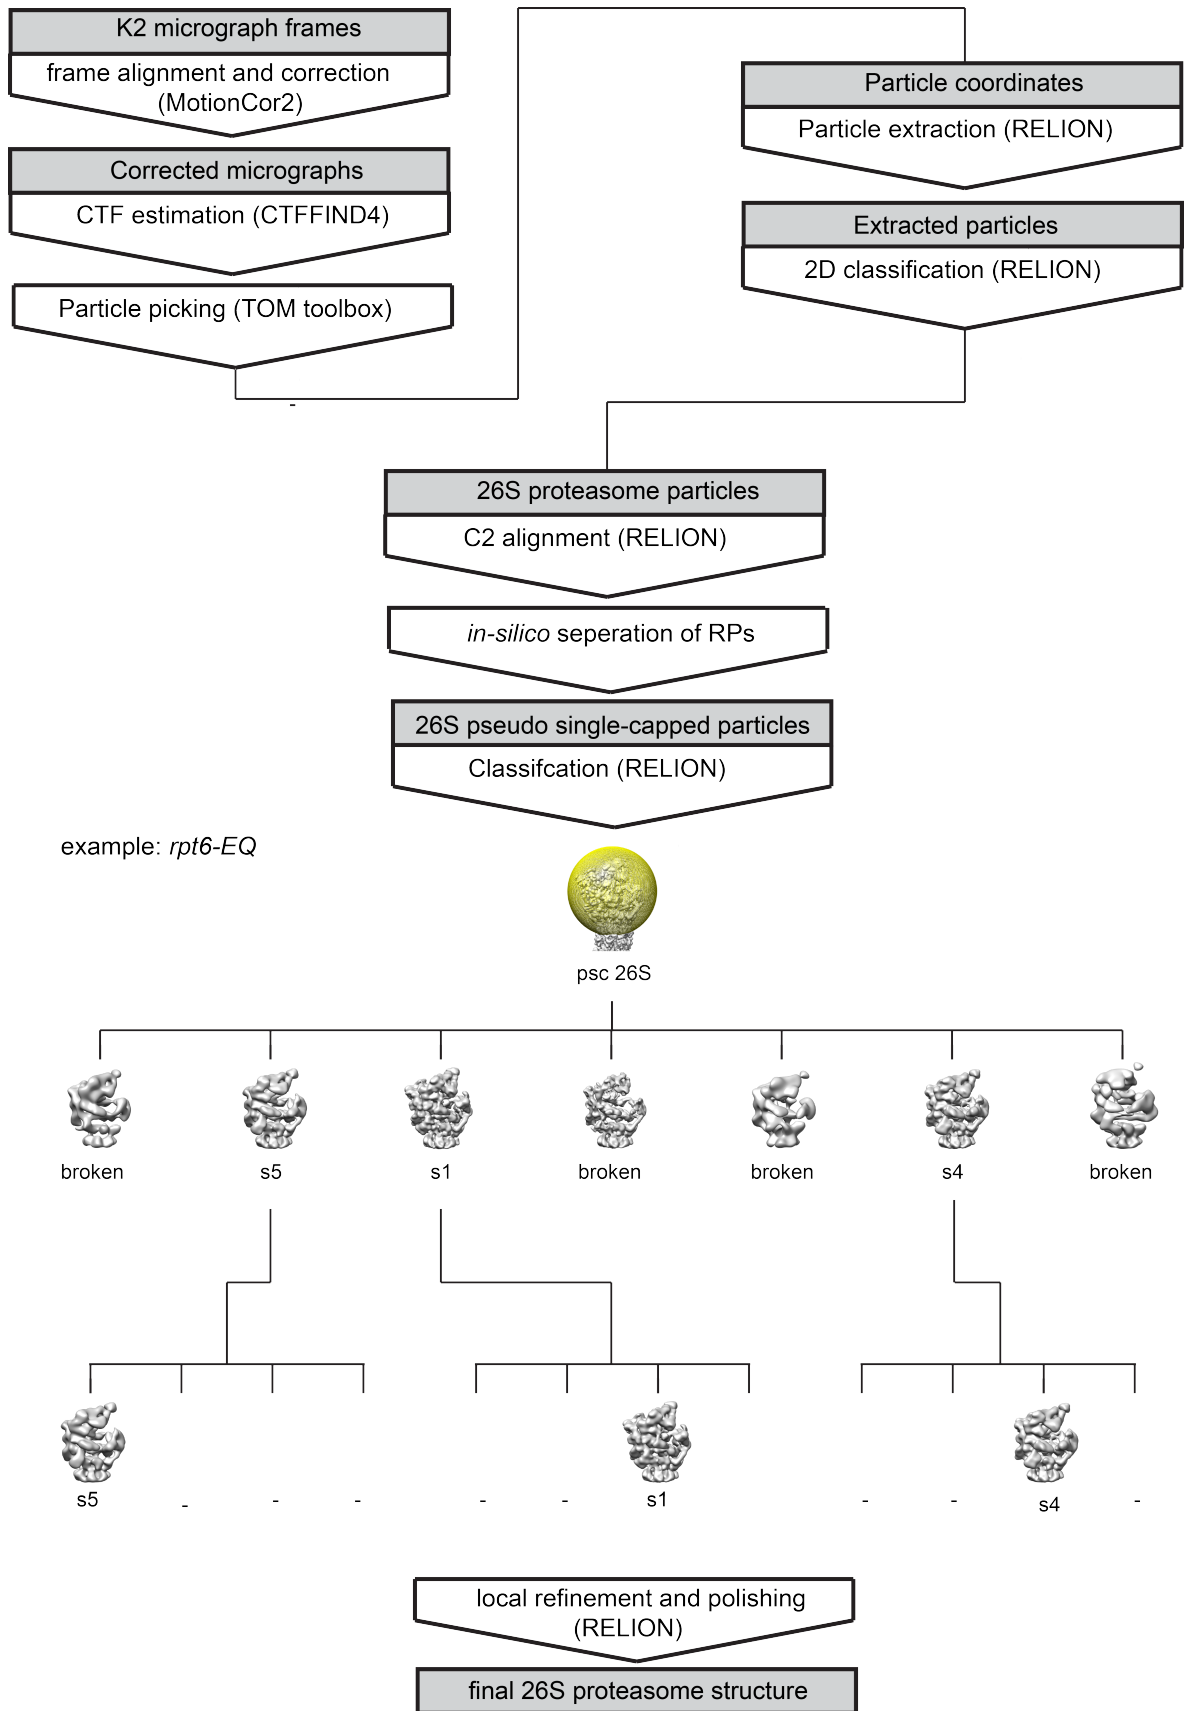 K2 micrograph frames
frame alignment and correction
(MotionCor2)
Corrected micrographs
CTF estimation (CTFFIND4)
Particle picking (TOM toolbox)
-
Particle coordinates
Particle extraction (RELION)
Extracted particles
2D classification (RELION)
26S proteasome particles
C2 alignment (RELION)
in-silico seperation of RPs
26S pseudo single-capped particles
Classifcation (RELION)
example: rpt6-EQ
psc 26S
broken s5 s1 broken broken s4 broken
s5 - - - - - s1 - - s4 -
local refinement and polishing
(RELION)
final 26S proteasome structure